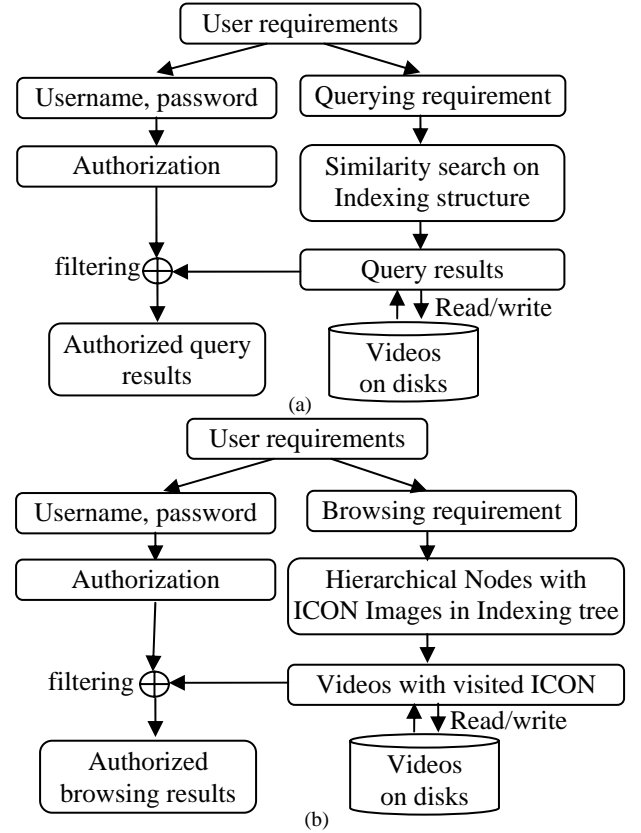 User requirements
Username, password
Querying requirement
Authorization
Similarity search on
Indexing structure
filtering
Query results
Read/write
Authorized query
results
Videos
on disks
(a)
User requirements
Username, password
Browsing requirement
Authorization
Hierarchical Nodes with
ICON Images in Indexing tree
filtering
Videos with visited ICON
Read/write
Authorized
browsing results
Videos
on disks
(b)